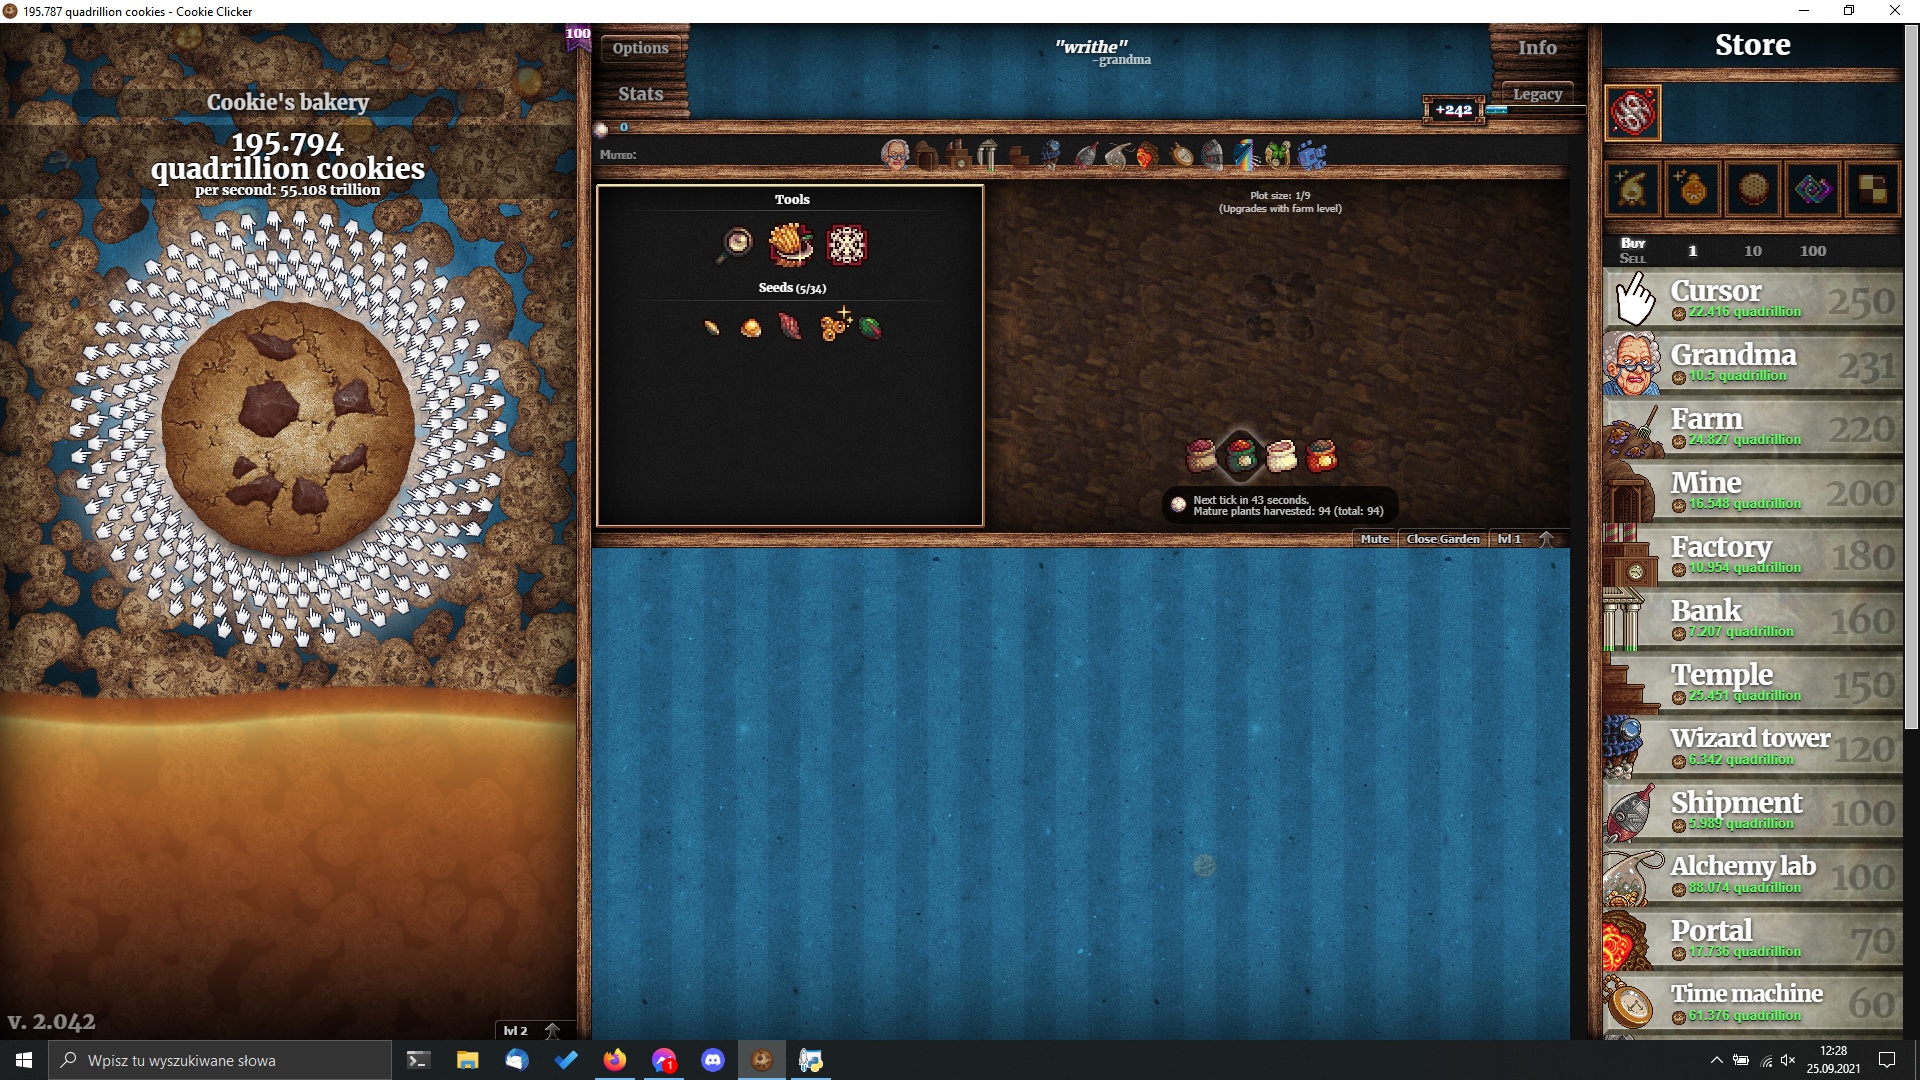 195.787 quadrillion cookies - Cookie Clicker
100
Options
Stats
"writhe"
-grandma
Info
Legacy
+242
0
Muted:
Cookie's bakery
195.794
quadrillion cookies
per second: 55.108 trillion
Tools
Seeds (5/34)
Plot size: 1/9
(Upgrades with farm level)
Next tick in 43 seconds.
Mature plants harvested: 94 (total: 94)
Mute
Close Garden
lvl 1
v. 2.042
lvl 2
Store
Buy
Sell
1
10
100
Cursor
22.416 quadrillion
250
Grandma
10.5 quadrillion
231
Farm
24.827 quadrillion
220
Mine
16.548 quadrillion
200
Factory
10.954 quadrillion
180
Bank
7.207 quadrillion
160
Temple
25.451 quadrillion
150
Wizard tower
6.342 quadrillion
120
Shipment
5.989 quadrillion
100
Alchemy lab
88.074 quadrillion
100
Portal
17.736 quadrillion
70
Time machine
61.376 quadrillion
60
Wpisz tu wyszukiwane słowa
1
12:28
25.09.2021